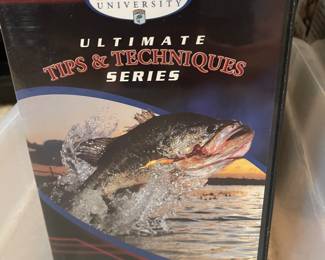 UNIVERSITY
ULTIMATE
TIPS & TECHNIQUES
SERIES